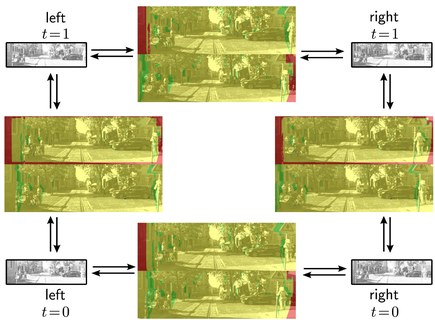 left
t = 1
right
t = 1
left
t = 0
right
t = 0